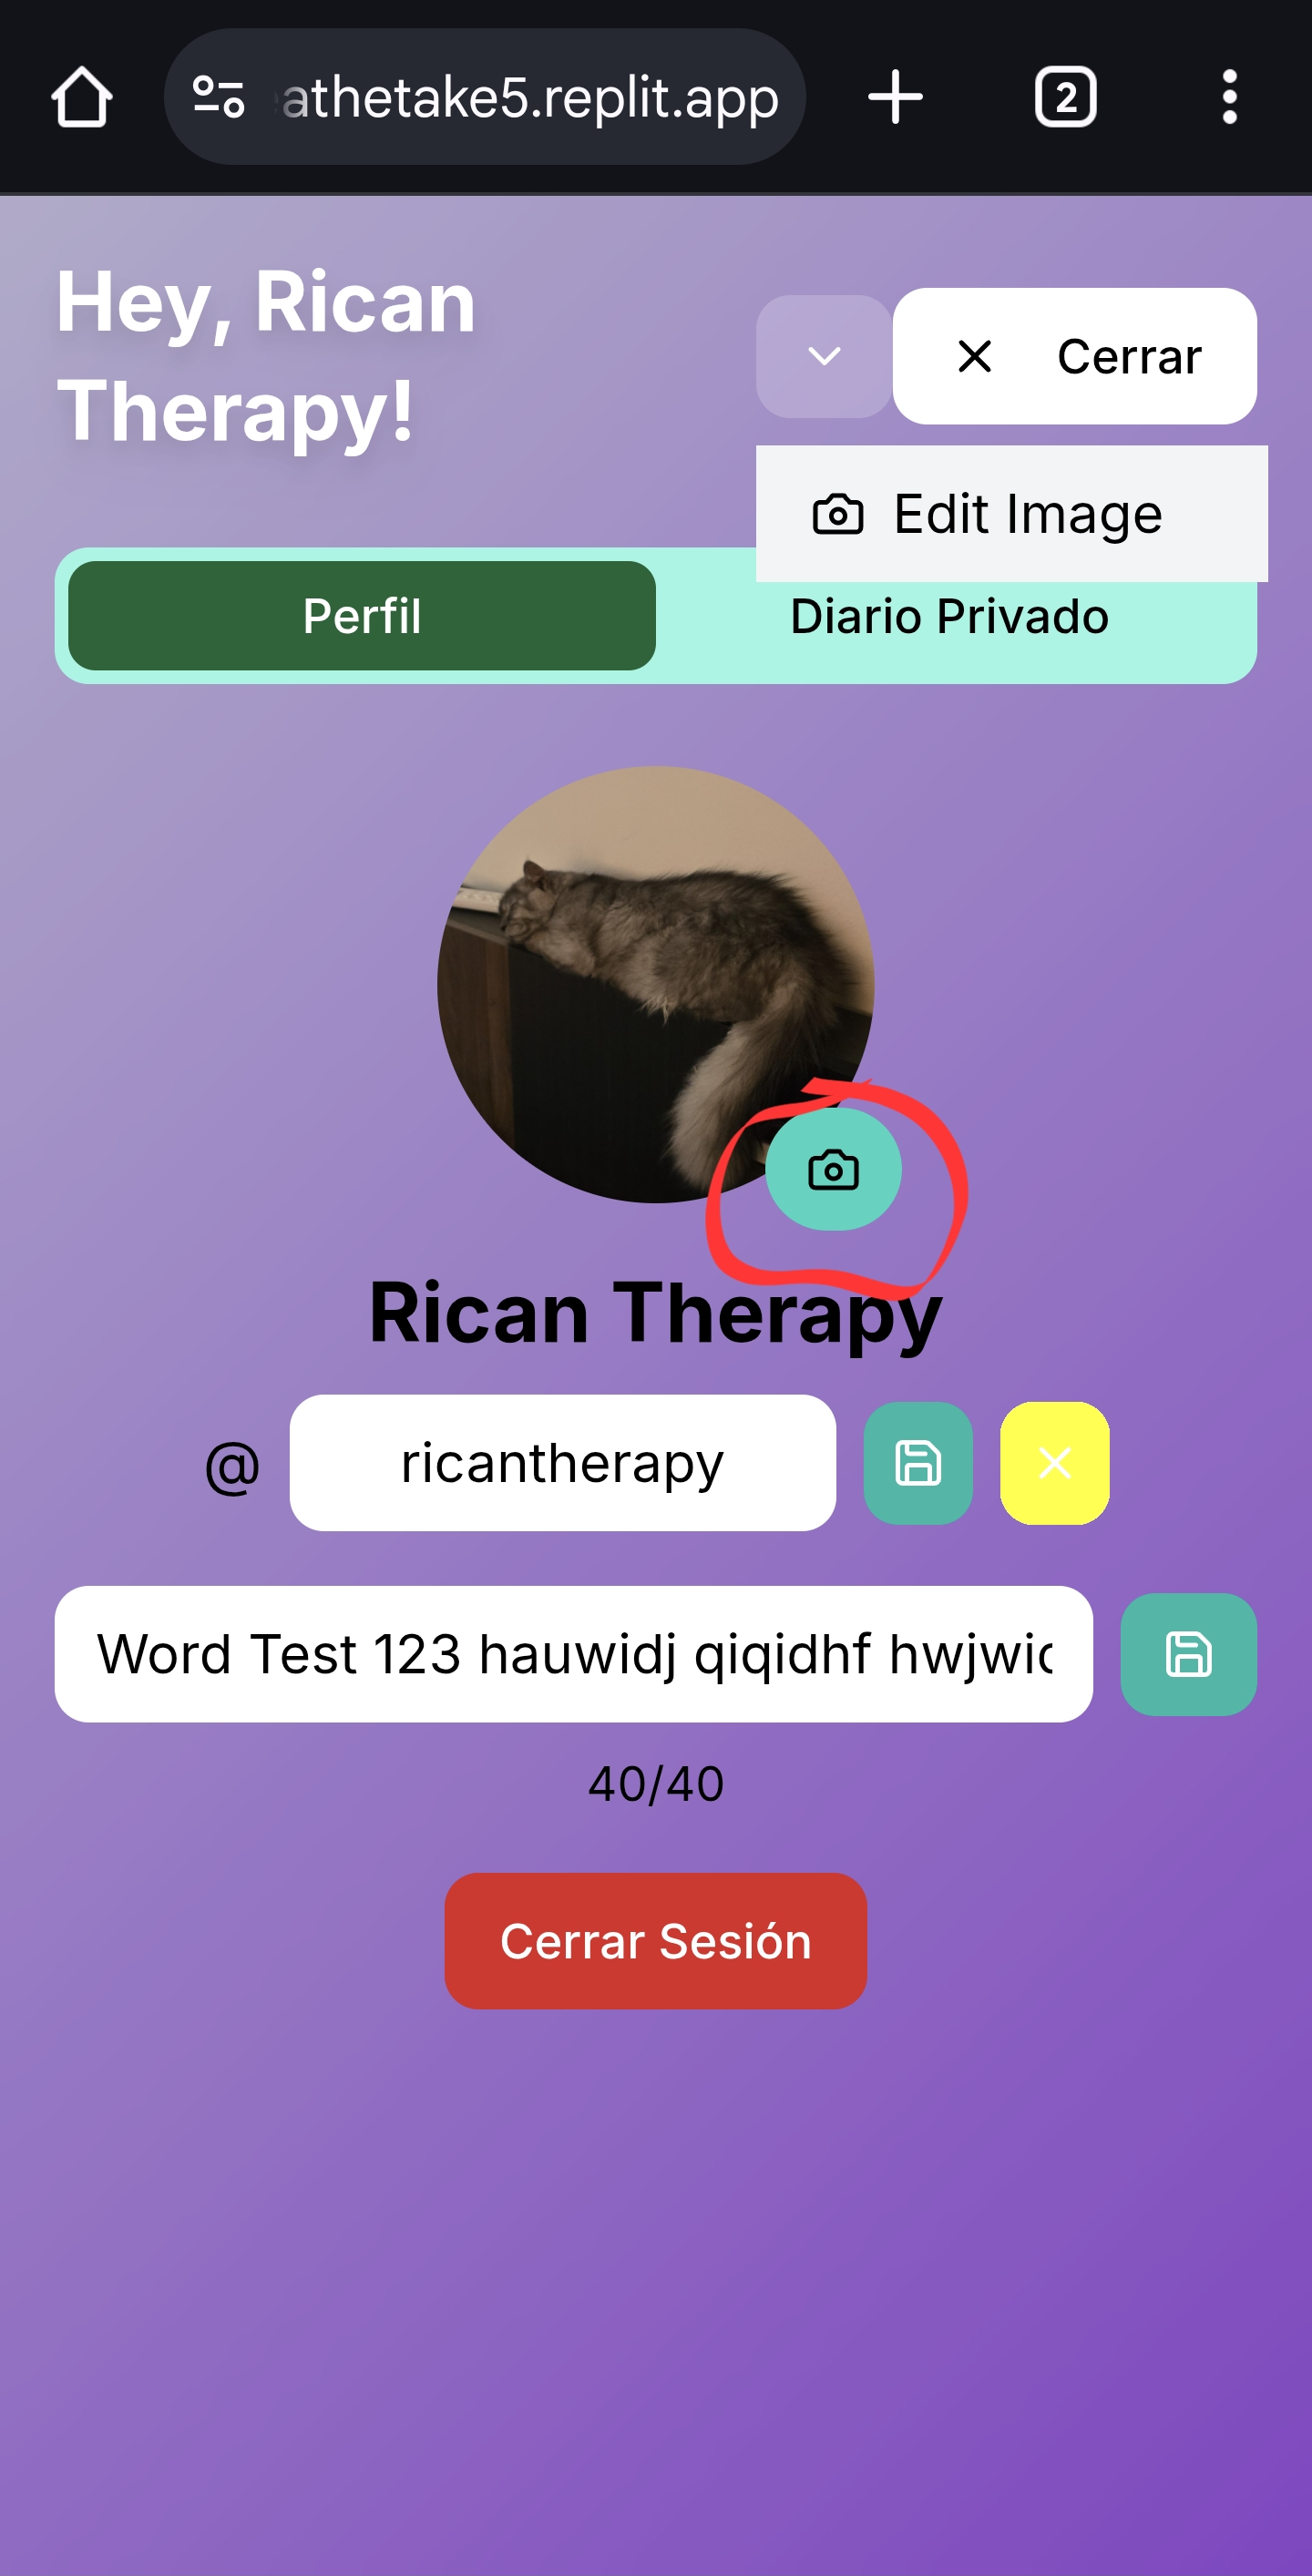 athetake5.replit.app
2
Hey, Rican
Therapy!
Cerrar
Edit Image
Perfil
Diario Privado
Rican Therapy
@ ricantherapy
Word Test 123 hauwidj qiqidhf
40/40
Cerrar Sesión